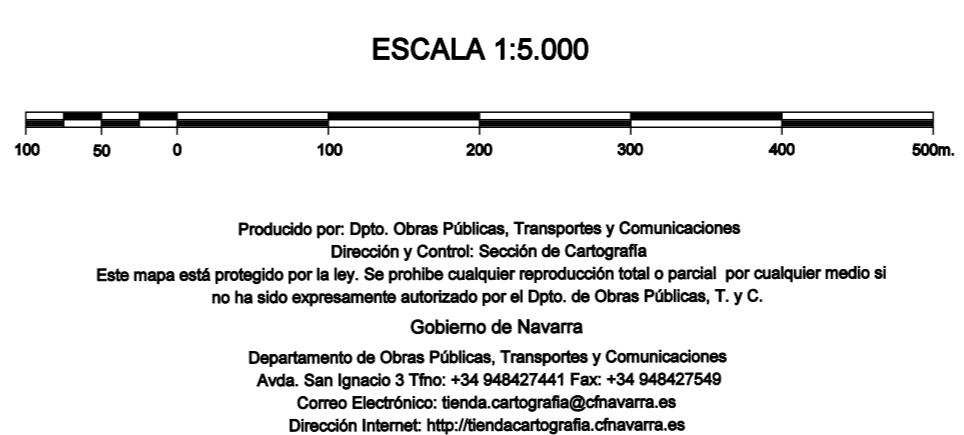 ESCALA 1:5.000
100 50 0 100 200 300 400 500m.
Producido por: Dpto. Obras Públicas, Transportes y Comunicaciones
Dirección y Control: Sección de Cartografía
Este mapa está protegido por la ley. Se prohibe cualquier reproducción total o parcial por cualquier medio si
no ha sido expresamente autorizado por el Dpto. de Obras Públicas, T. y C.
Gobierno de Navarra
Departamento de Obras Públicas, Transportes y Comunicaciones
Avda. San Ignacio 3 Tfno: +34 948427441 Fax: +34 948427549
Correo Electrónico: tienda.cartografia@cfnavarra.es
Dirección Internet: http://tiendacartografia.cfnavarra.es